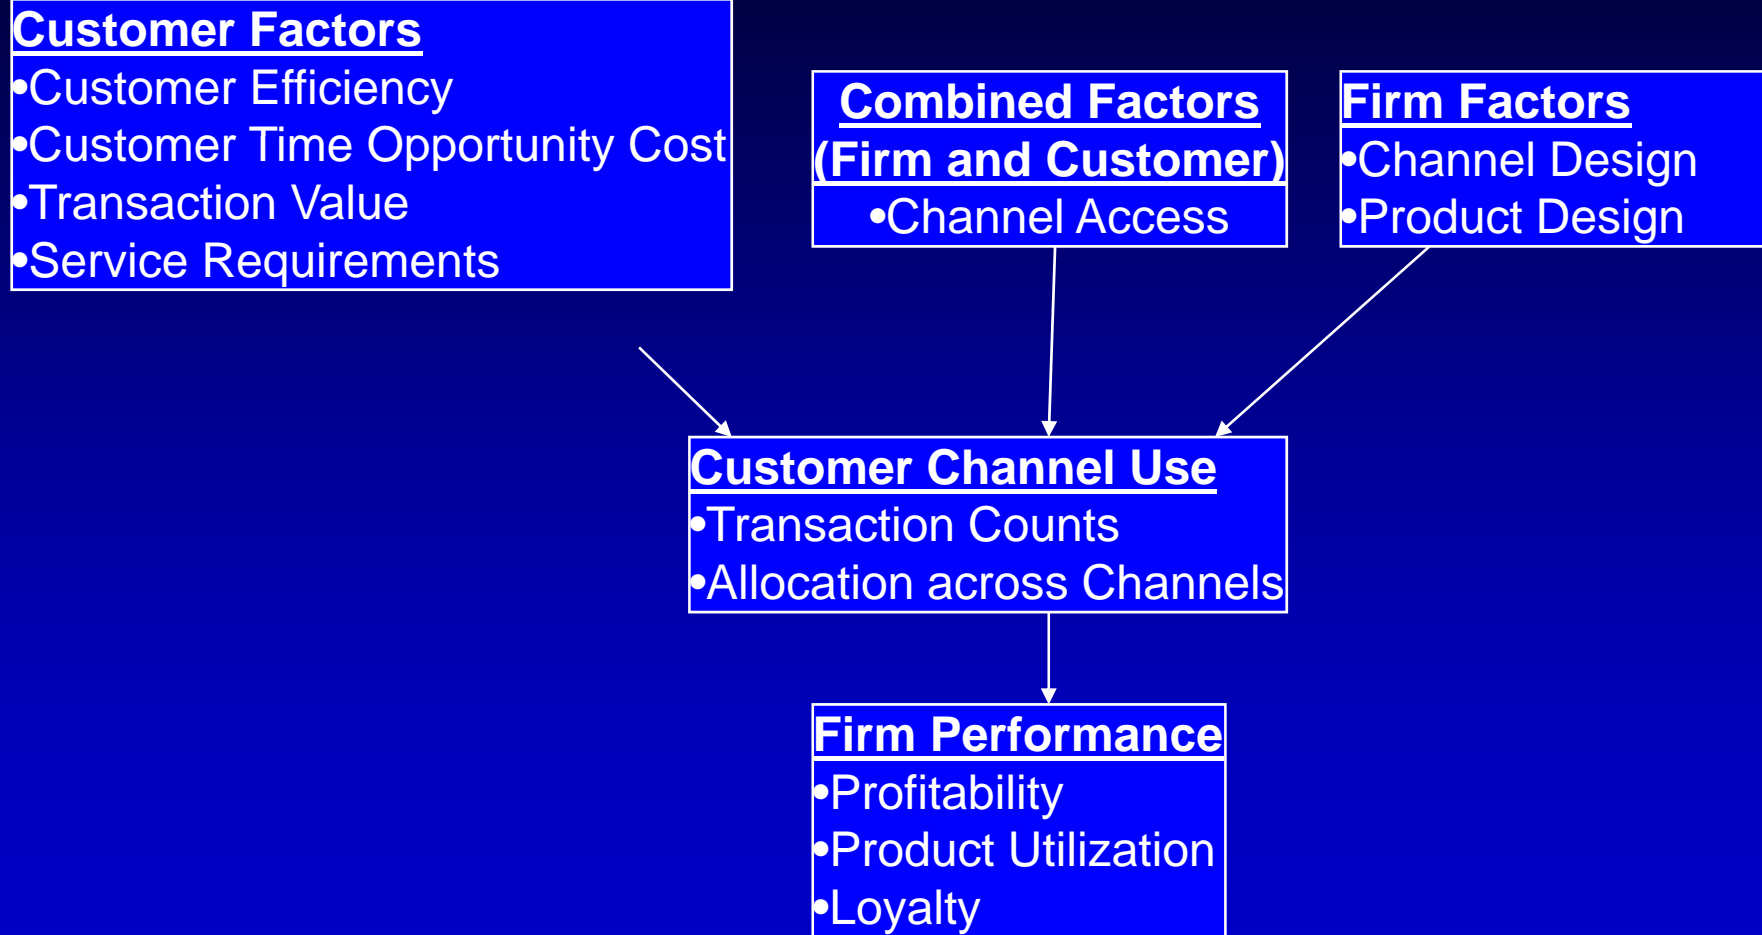 Customer Factors
•Customer Efficiency
•Customer Time Opportunity Cost
•Transaction Value
•Service Requirements
Combined Factors
(Firm and Customer)
•Channel Access
Firm Factors
•Channel Design
•Product Design
Customer Channel Use
•Transaction Counts
•Allocation across Channels
Firm Performance
•Profitability
•Product Utilization
•Loyalty